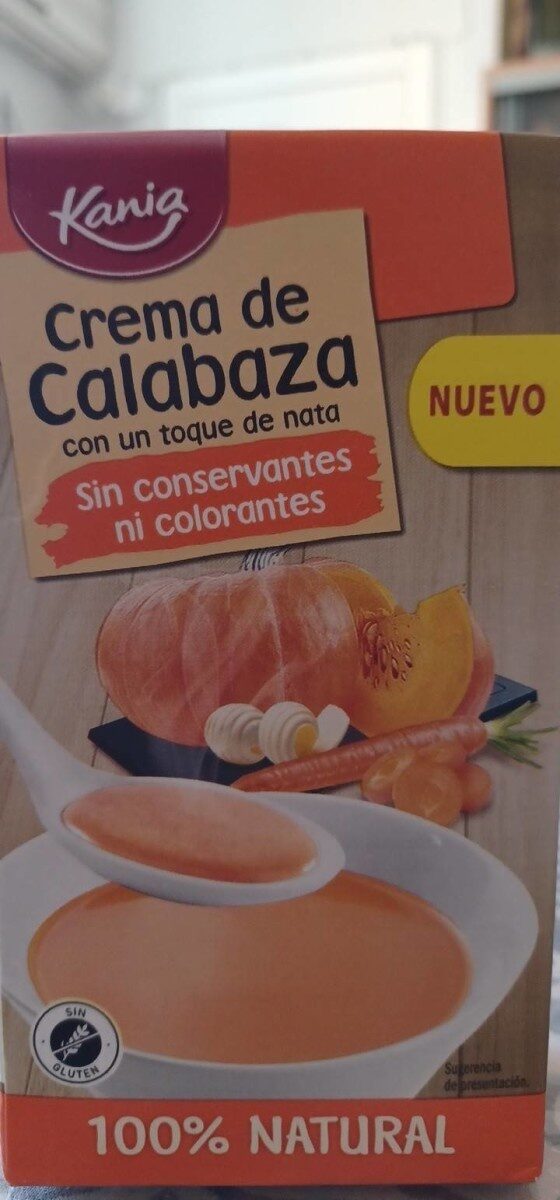 Kania
Crema de
Calabaza
con un toque de nata
Sin conservantes
ni colorantes
NUEVO
SIN
GLUTEN
Sugerencia
de presentación.
100% NATURAL